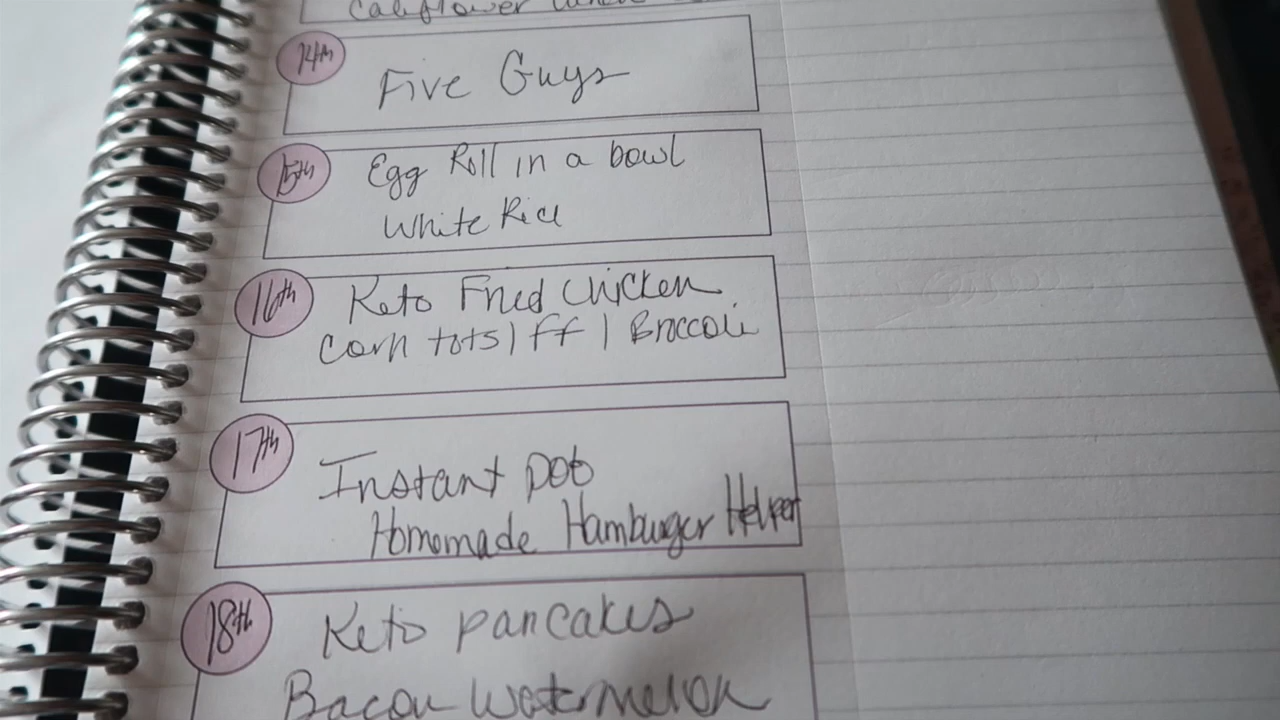 Califlower
14th
Five Guys
15th
Egg Roll in a bowl
White Rice
16th
Keto Fried Chicken
Corn tots / ff / Broccoli
17th
Instant pot
Homemade Hamburger Helper
18th
Keto pancakes
Bacon Watermelon